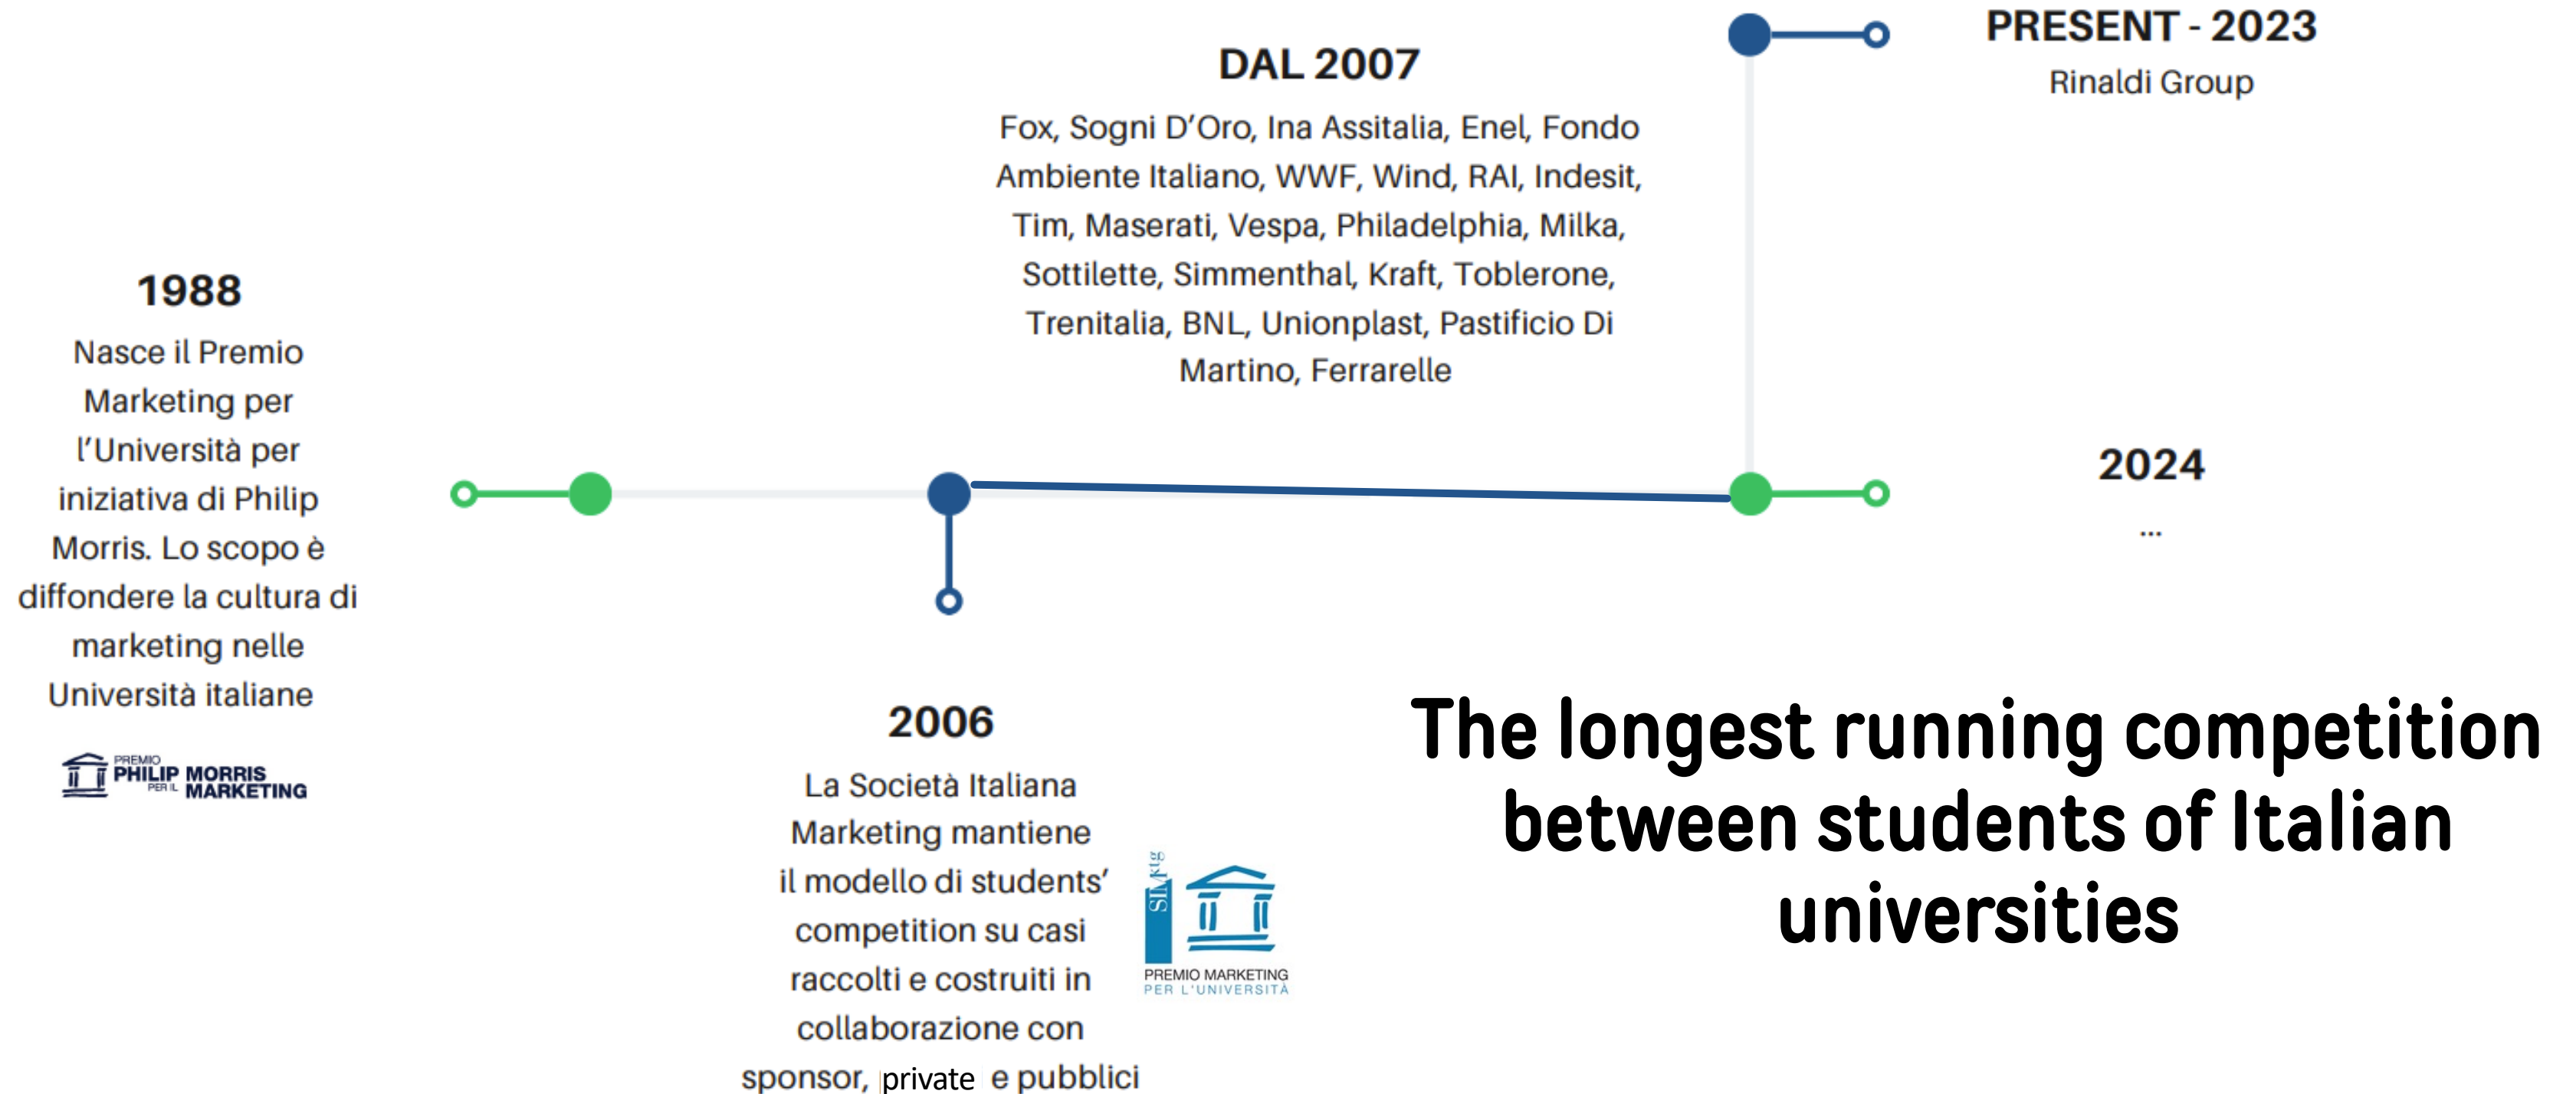 1988
Nasce il Premio
Marketing per
l'Università per
iniziativa di Philip
Morris. Lo scopo è
diffondere la cultura di
marketing nelle
Università italiane
PREMIO
PHILIP MORRIS
PER IL MARKETING
2006
La Società Italiana
Marketing mantiene
il modello di students'
competition su casi
raccolti e costruiti in
collaborazione con
sponsor, private e pubblici
SIMktg
PREMIO MARKETING
PER L'UNIVERSITÀ
DAL 2007
Fox, Sogni D'Oro, Ina Assitalia, Enel, Fondo
Ambiente Italiano, WWF, Wind, RAI, Indesit,
Tim, Maserati, Vespa, Philadelphia, Milka,
Sottilette, Simmenthal, Kraft, Toblerone,
Trenitalia, BNL, Unionplast, Pastificio Di
Martino, Ferrarelle
PRESENT - 2023
Rinaldi Group
2024
...
The longest running competition
between students of Italian
universities